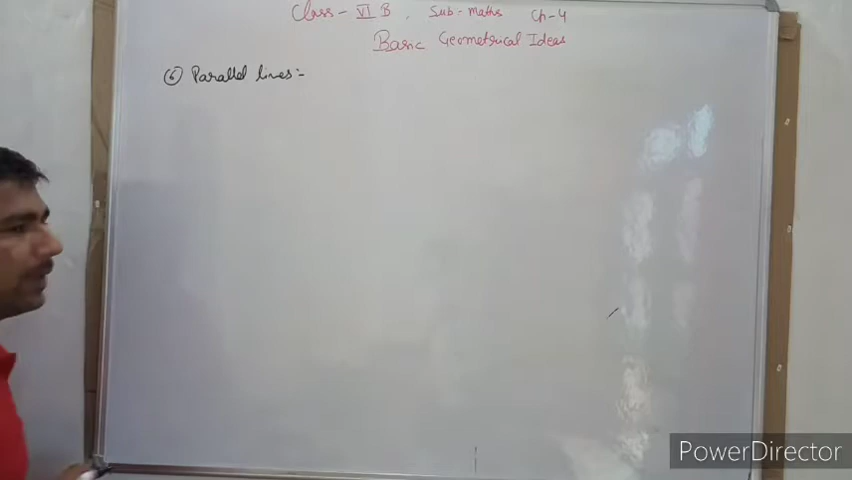 Class - VI B , Sub - Maths Ch-4
Basic Geometrical Ideas
⑥ Parallel lines:-
PowerDirector